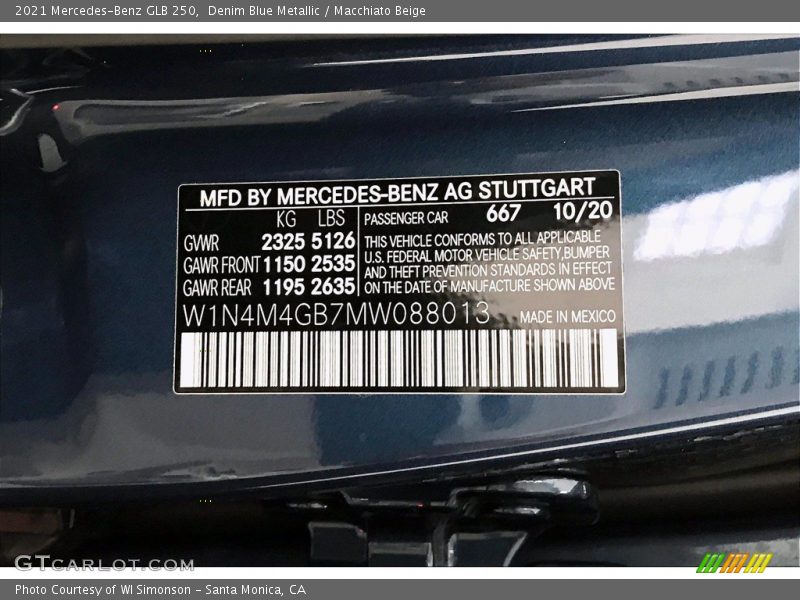 2021 Mercedes-Benz GLB 250,  Denim Blue Metallic / Macchiato Beige
MFD BY MERCEDES-BENZ AG STUTTGART
KG LBS PASSENGER CAR 667 10/20
GWR 2325 5126 THIS VEHICLE CONFORMS TO ALL APPLICABLE
GAWR FRONT 1150 2535 U.S. FEDERAL MOTOR VEHICLE SAFETY,BUMPER
AND THEFT PREVENTION STANDARDS IN EFFECT
GAWR REAR 1195 2635 ON THE DATE OF MANUFACTURE SHOWN ABOVE
W1N4M4GB7MW088013 MADE IN MEXICO
GTCARLOT.COM
Photo Courtesy of WI Simonson - Santa Monica, CA